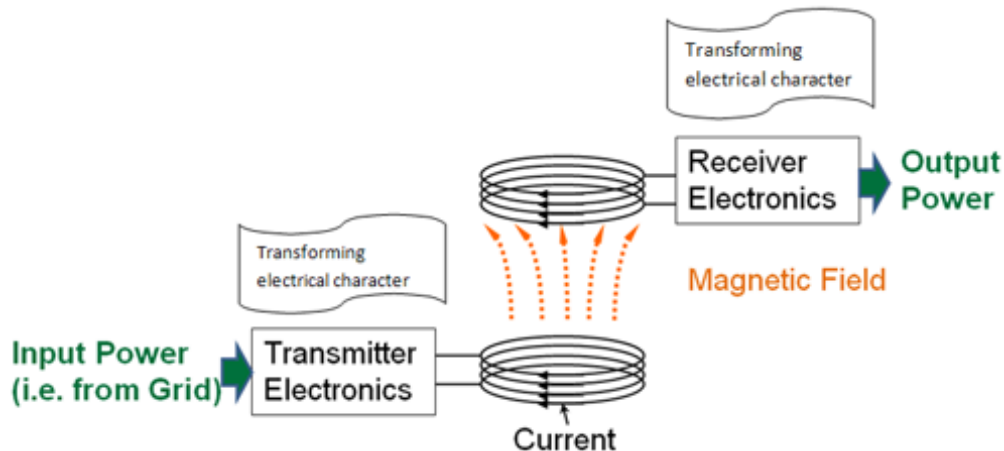 Transforming
electrical character
Receiver
Electronics
Output
Power
Transforming
electrical character
Magnetic Field
Input Power
(i.e. from Grid)
Transmitter
Electronics
Current